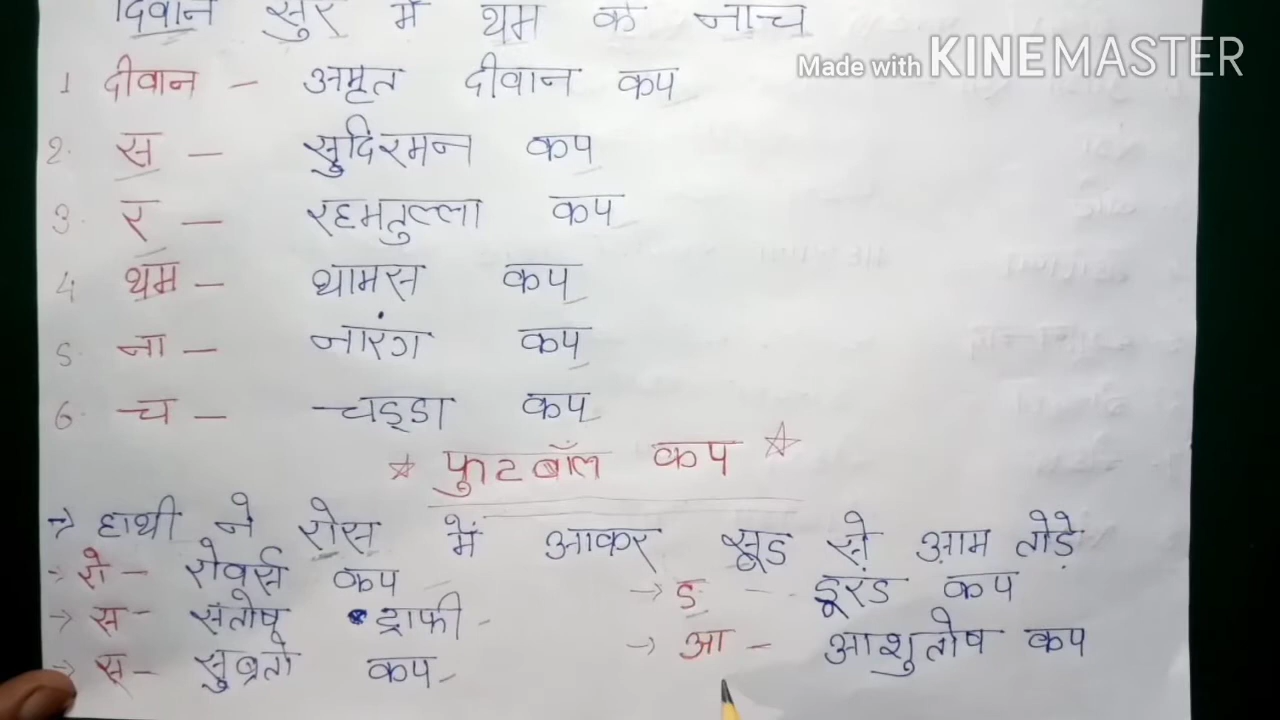 दिवान सुर में थम के नाच
Made with KINEMASTER
1 दीवान - अमृत दीवान कप
2. स - सुदिरमन कप
3. र - रहमतुल्ला कप
4 थम - थामस कप
5. ना - नारंग कप
6. च - चड्डा कप
☆ फुटबॉल कप ☆
→ हाथी ने रोस में आकर सूड से आम तोड़े
→ रो - रोवर्स कप
→ ड - डूरंड कप
→ स - संतोष ट्राफी -
→ आ - आशुतोष कप
→ स - सुब्रतो कप -